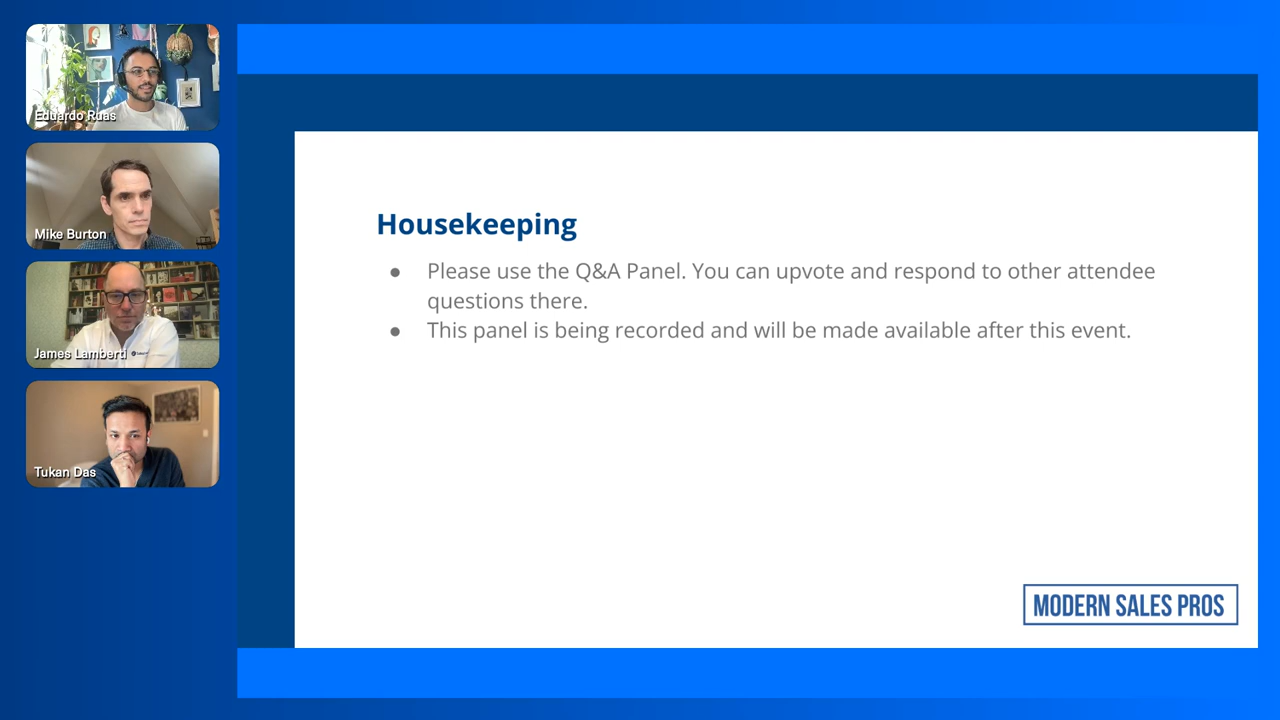 Eduardo Ruas
Mike Burton
James Lamberti
Tukan Das
Housekeeping
● Please use the Q&A Panel. You can upvote and respond to other attendee
questions there.
● This panel is being recorded and will be made available after this event.
MODERN SALES PROS